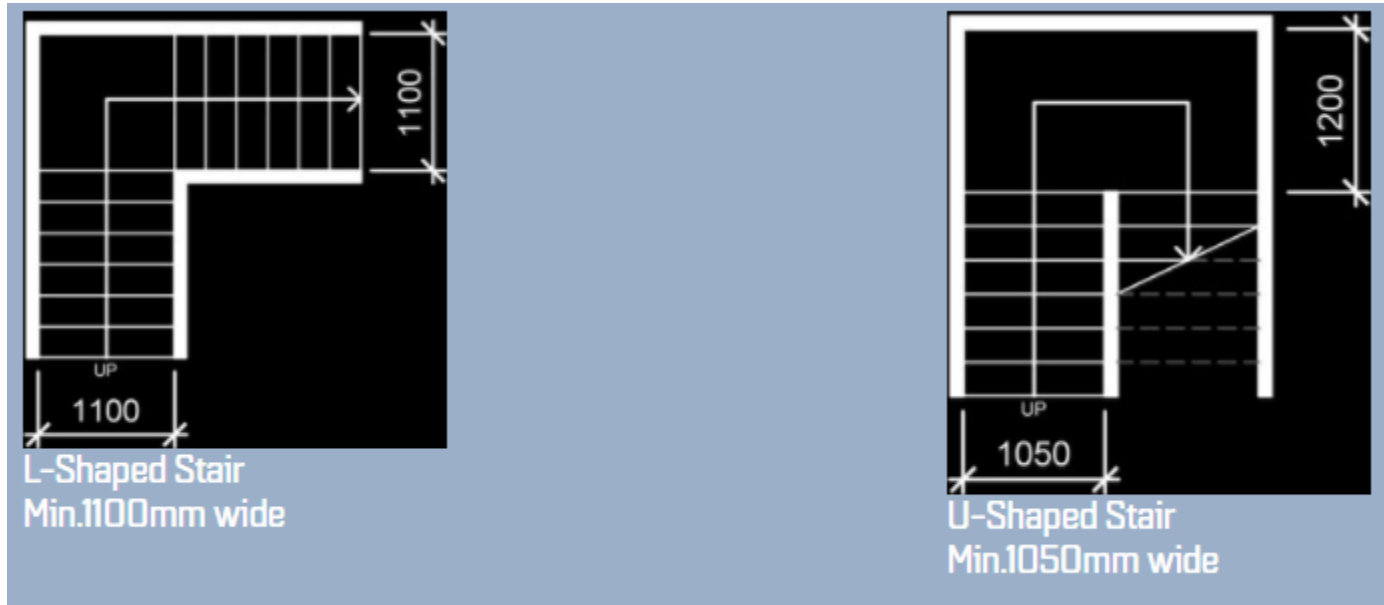 1100
UP
1100
L-Shaped Stair
Min.1100mm wide
1200
UP
1050
U-Shaped Stair
Min.1050mm wide